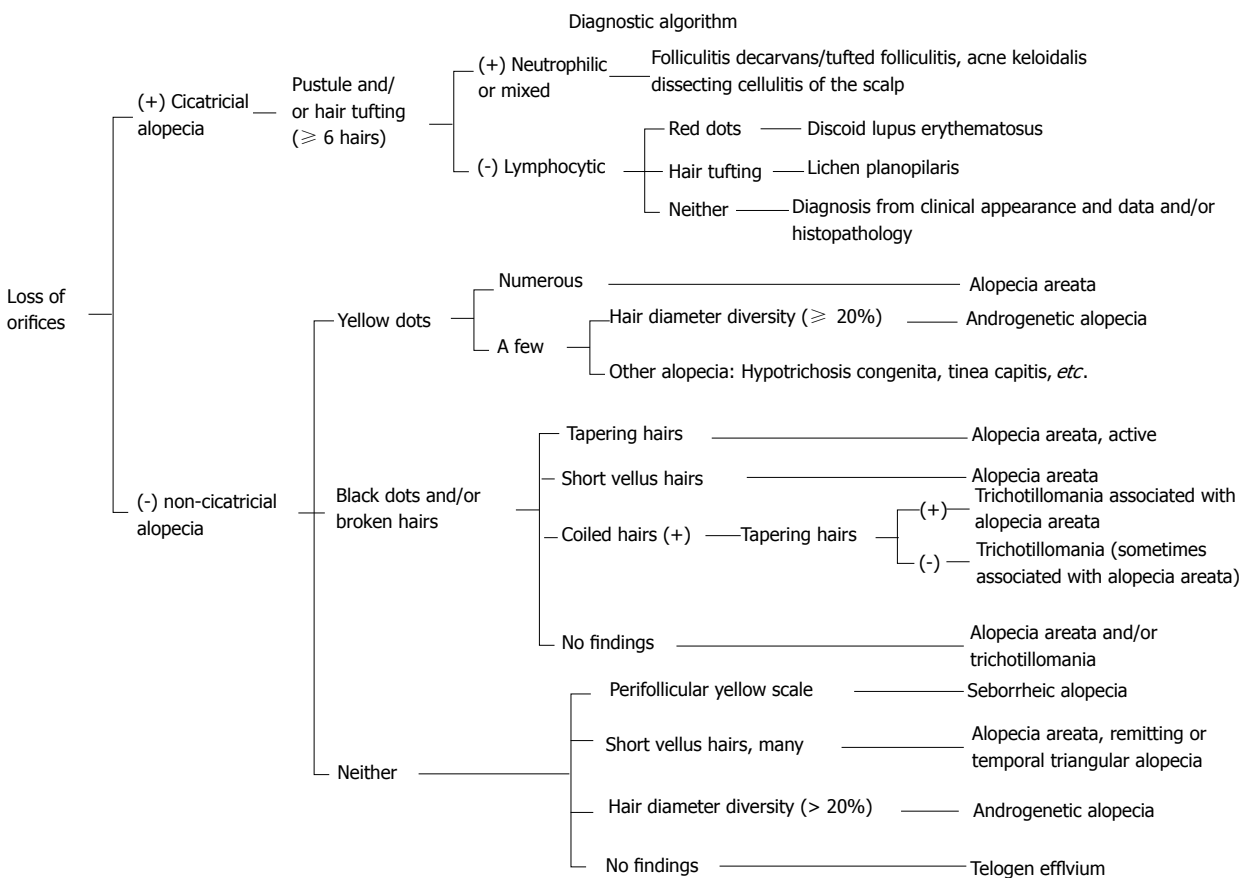 Diagnostic algorithm
Loss of
orifices
(+) Cicatricial
alopecia
Pustule and/
or hair tufting
(≥ 6 hairs)
(+) Neutrophilic
or mixed
Folliculitis decarvans/tufted folliculitis, acne keloidalis
dissecting cellulitis of the scalp
(-) Lymphocytic
Red dots
Discoid lupus erythematosus
Hair tufting
Lichen planopilaris
Neither
Diagnosis from clinical appearance and data and/or
histopathology
(-) non-cicatricial
alopecia
Yellow dots
Numerous
Alopecia areata
A few
Hair diameter diversity (≥ 20%)
Androgenetic alopecia
Other alopecia: Hypotrichosis congenita, tinea capitis, etc.
Black dots and/or
broken hairs
Tapering hairs
Alopecia areata, active
Short vellus hairs
Alopecia areata
Coiled hairs (+)
Tapering hairs
(+)
Trichotillomania associated with
alopecia areata
(-)
Trichotillomania (sometimes
associated with alopecia areata)
No findings
Alopecia areata and/or
trichotillomania
Neither
Perifollicular yellow scale
Seborrheic alopecia
Short vellus hairs, many
Alopecia areata, remitting or
temporal triangular alopecia
Hair diameter diversity (> 20%)
Androgenetic alopecia
No findings
Telogen efflvium